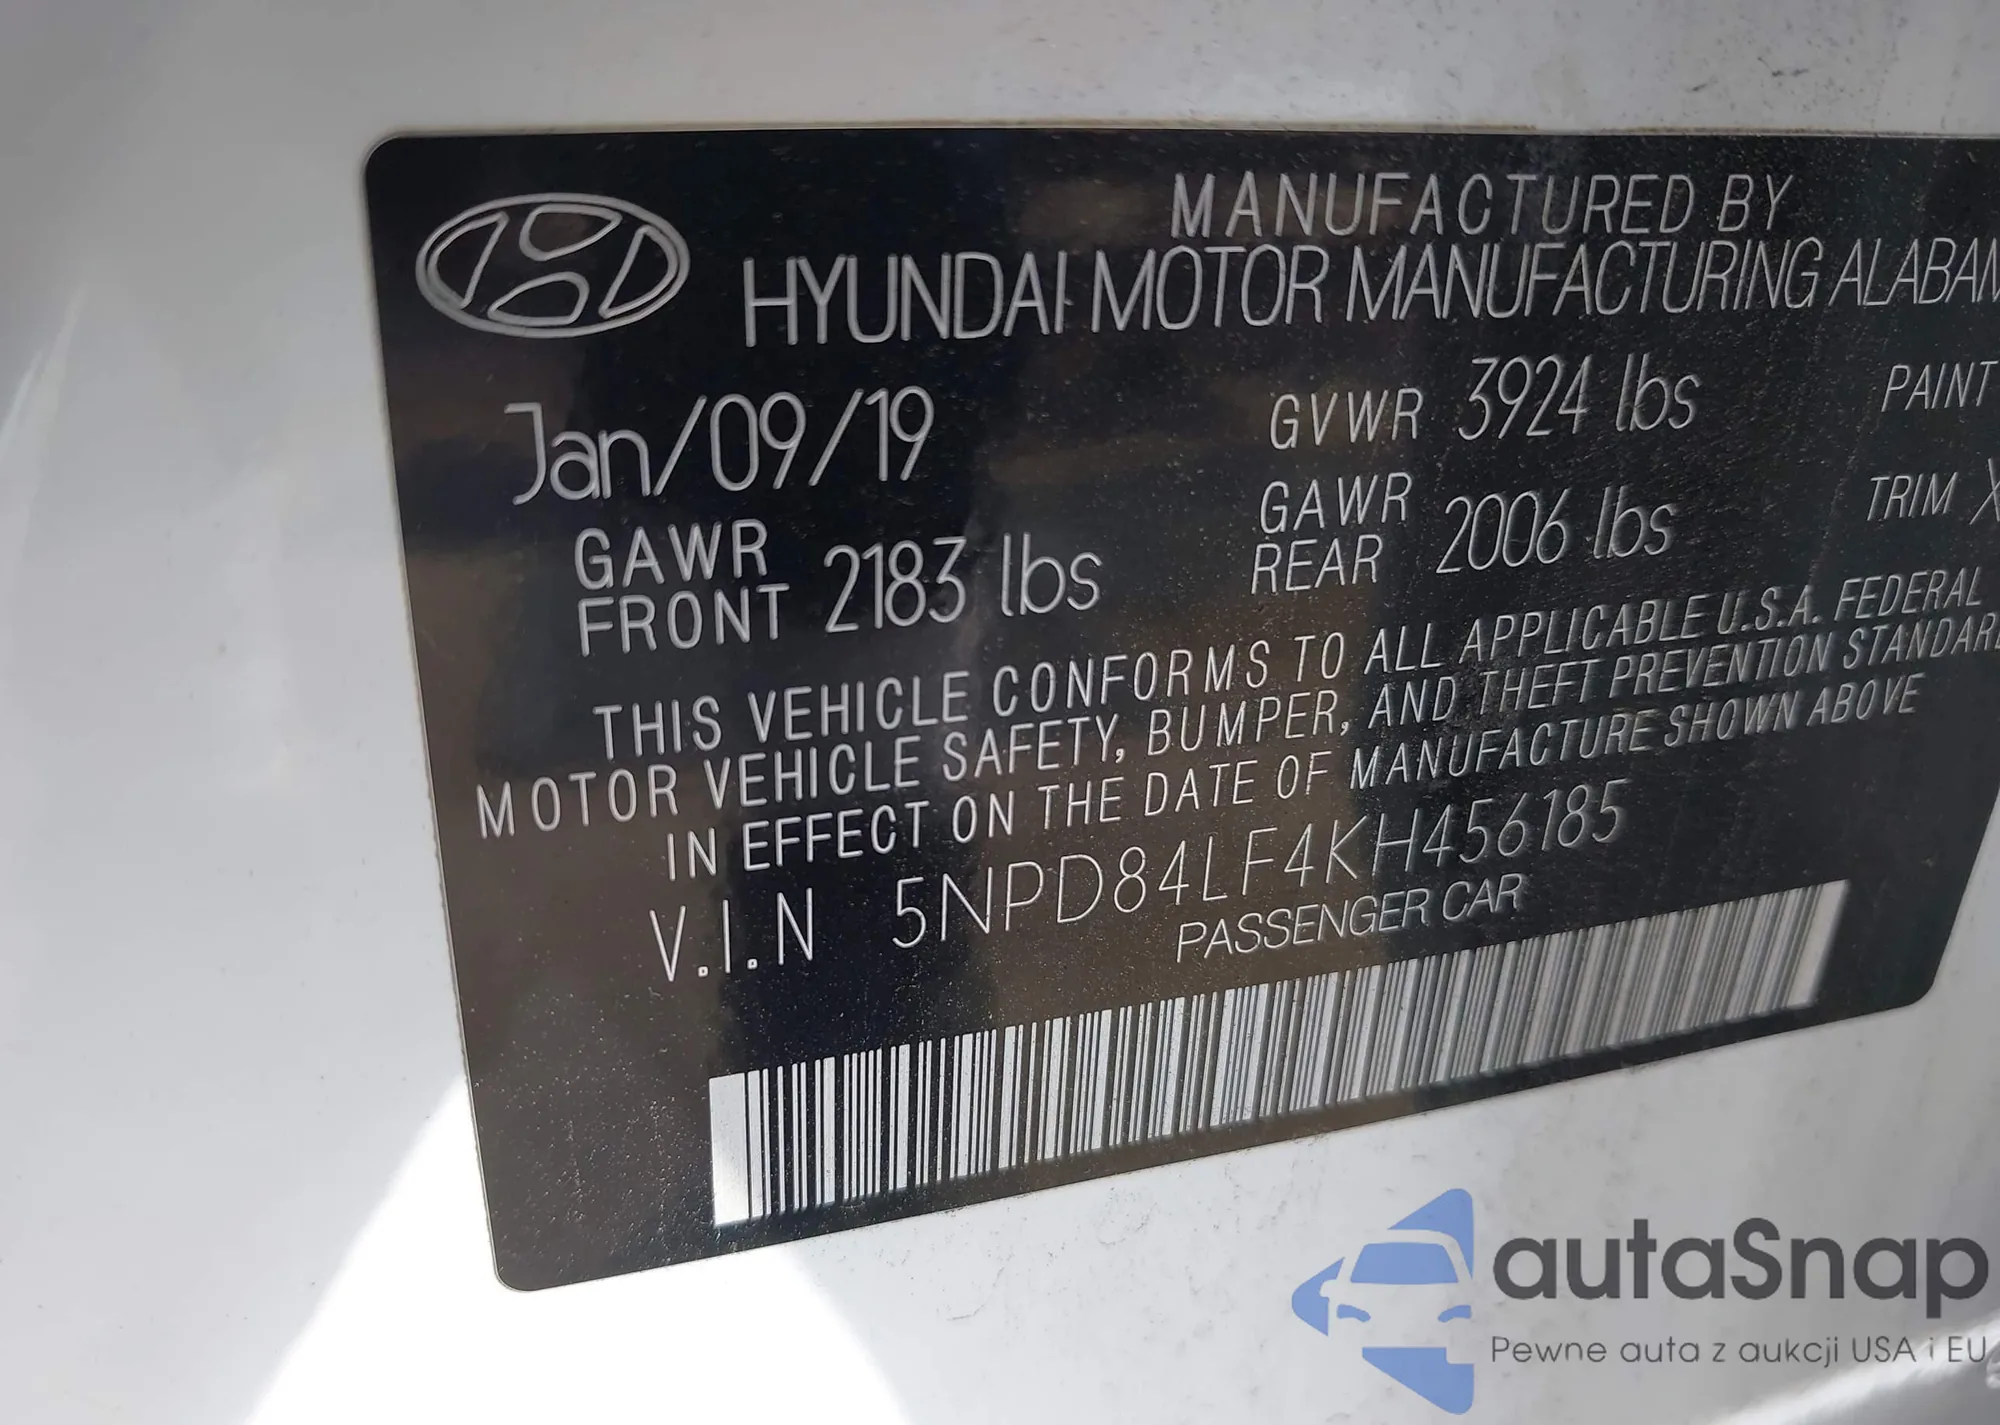 MANUFACTURED BY
HYUNDAI MOTOR MANUFACTURING ALABAM
Jan/09/19 GVWR 3924 lbs PAINT
GAWR FRONT 2183 lbs GAWR REAR 2006 lbs TRIM X
THIS VEHICLE CONFORMS TO ALL APPLICABLE U.S.A. FEDERAL
MOTOR VEHICLE SAFETY, BUMPER, AND THEFT PREVENTION STANDARD
IN EFFECT ON THE DATE OF MANUFACTURE SHOWN ABOVE
V.I.N 5NPD84LF4KH456185
PASSENGER CAR
autaSnap
Pewne auta z aukcji USA i EU